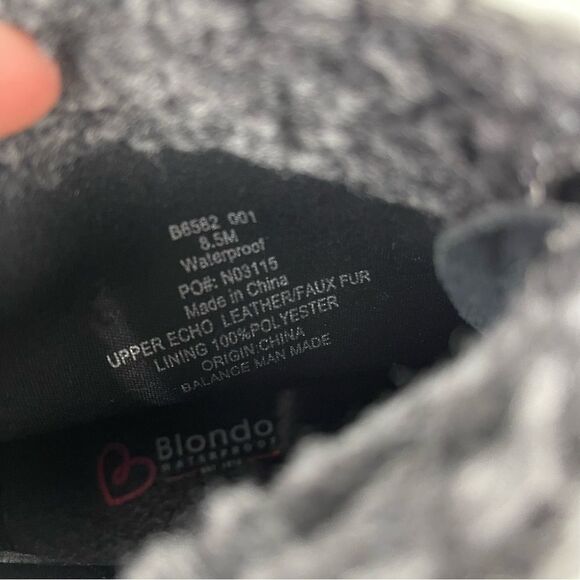 B6582 001
8.5M
Waterproof
PO#: N03115
Made in China
UPPER ECHO LEATHER/FAUX FUR
LINING 100%POLYESTER
ORIGIN:CHINA
BALANCE MAN MADE
Blondo
WATERPROOF